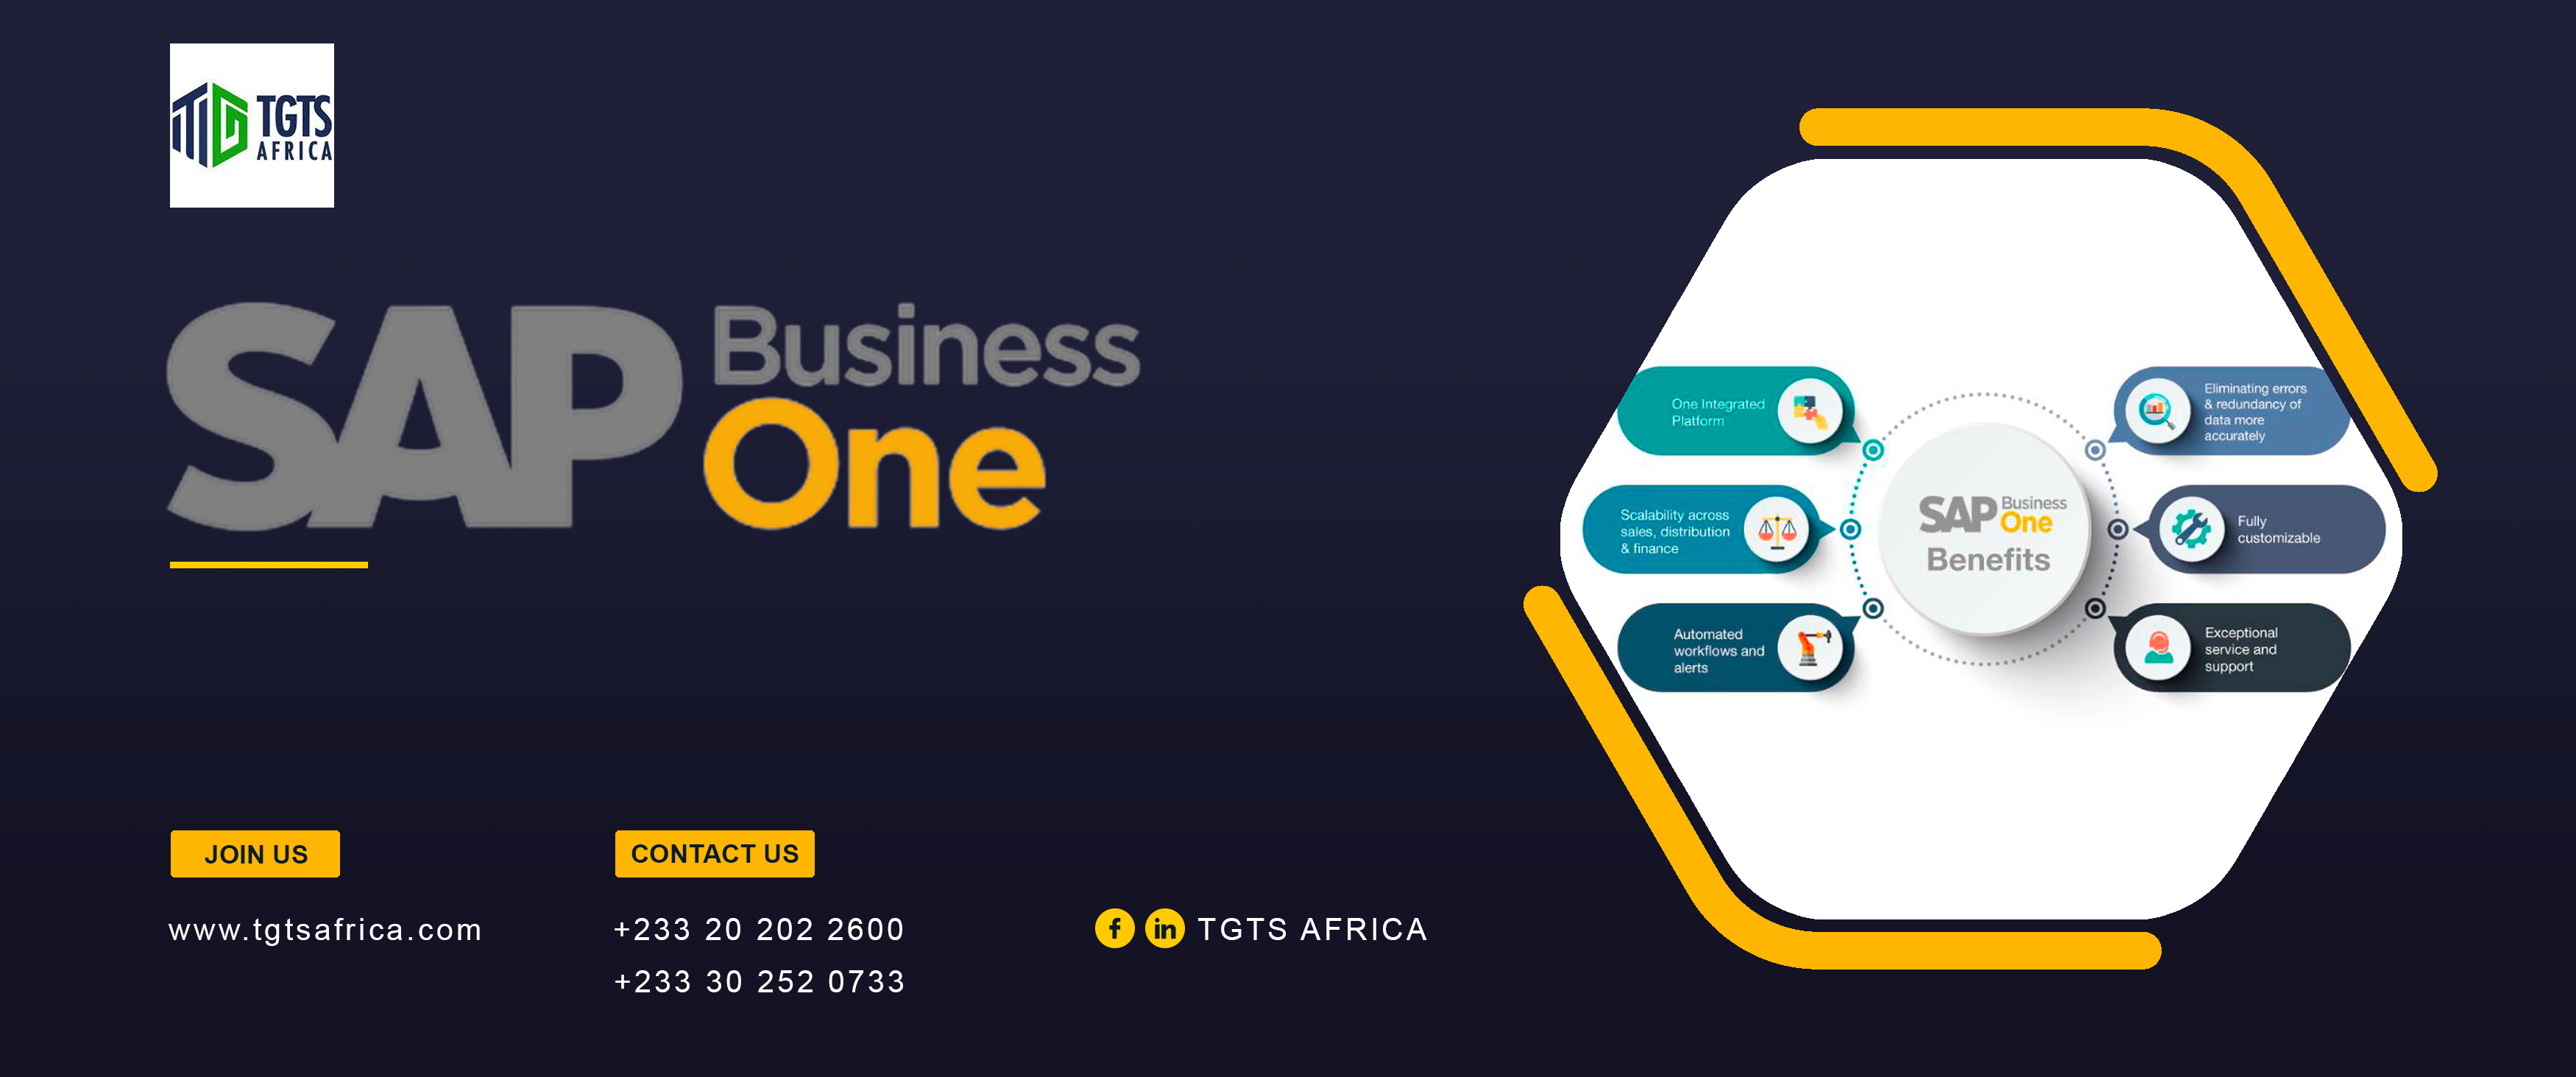 TGTS
AFRICA
SAP Business
One
JOIN US
www.tgtsafrica.com
CONTACT US
+233 20 202 2600
+233 30 252 0733
TGTS AFRICA
One Integrated
Platform
Scalability across
sales, distribution
& finance
Automated
workflows and
alerts
SAP Business
One
Benefits
Eliminating errors
& redundancy of
data more
accurately
Fully
customizable
Exceptional
service and
support